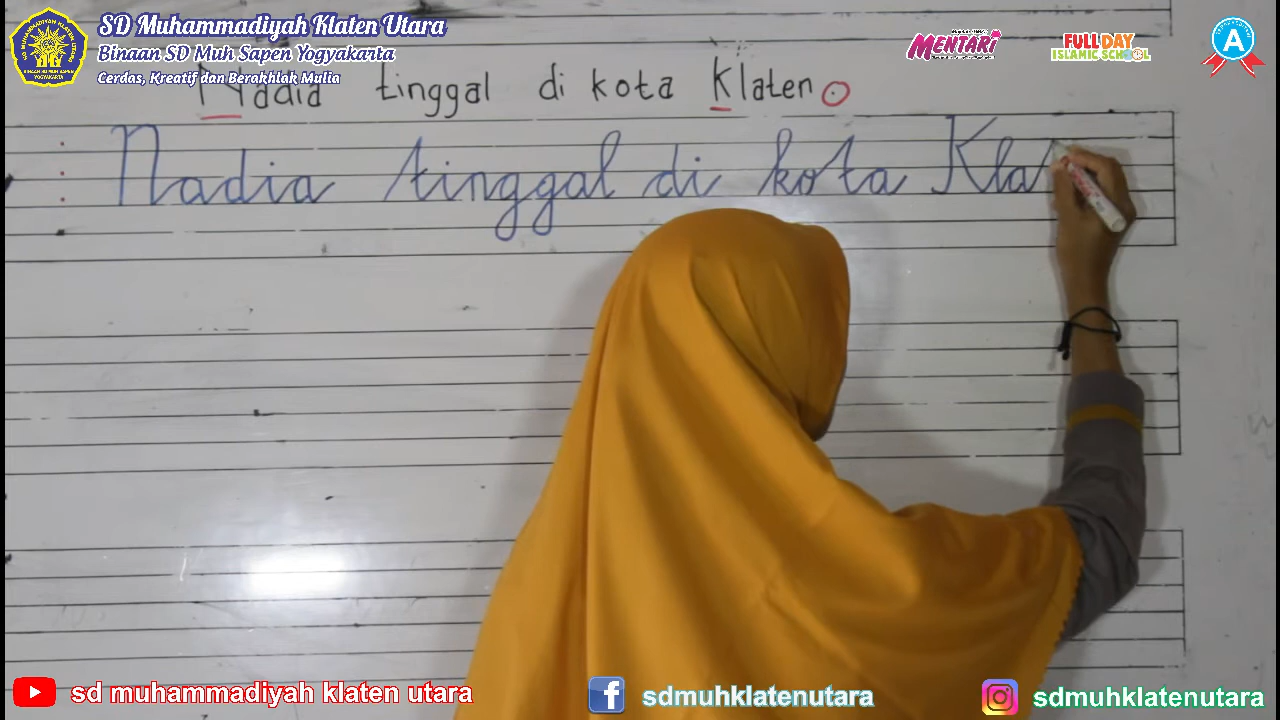 SD Muhammadiyah Klaten Utara
Binaan SD Muh Sapen Yogyakarta
Cerdas, Kreatif dan Berakhlak Mulia
MENTARI
FULL DAY
ISLAMIC SCHOOL
A
Nadia tinggal di kota Klaten.
Nadia tinggal di kota Kla
sd muhammadiyah klaten utara
sdmuhklatenutara
sdmuhklatenutara